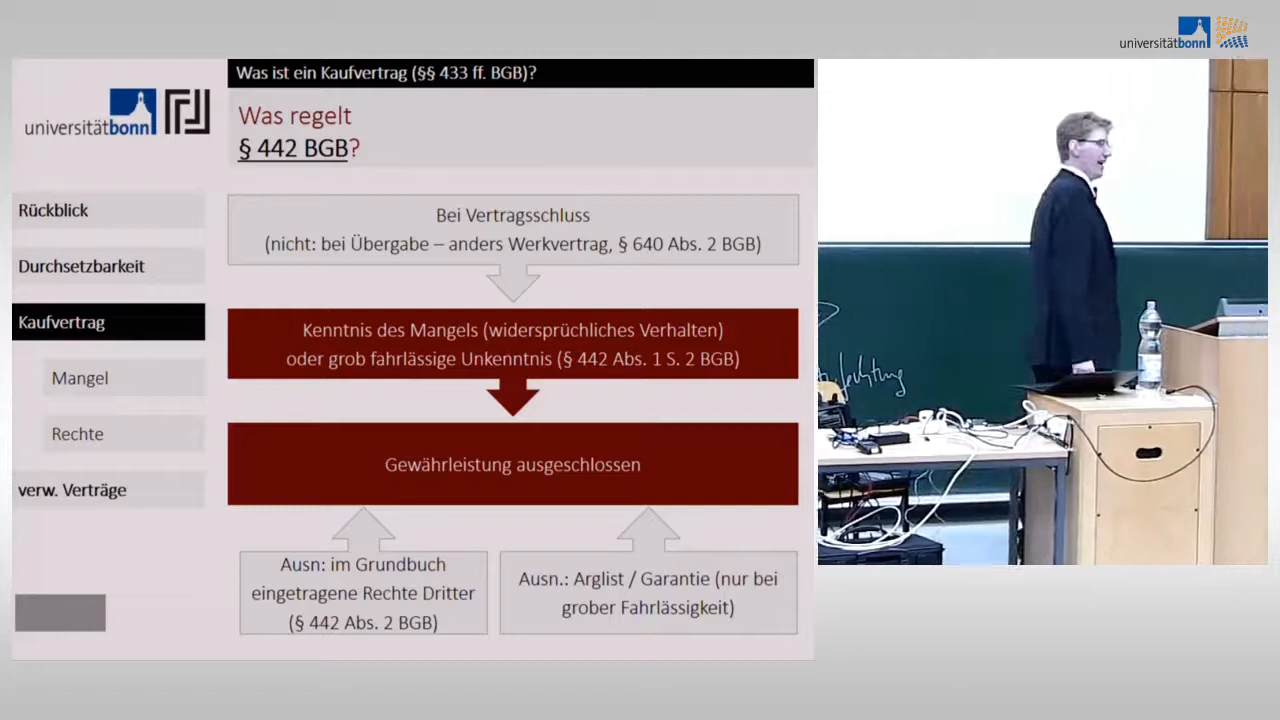 universitätbonn
Was ist ein Kaufvertrag (§§ 433 ff. BGB)?
universitätbonn
Was regelt
§ 442 BGB?
Rückblick
Durchsetzbarkeit
Kaufvertrag
Mangel
Rechte
verw. Verträge
Bei Vertragsschluss
(nicht: bei Übergabe – anders Werkvertrag, § 640 Abs. 2 BGB)
Kenntnis des Mangels (widersprüchliches Verhalten)
oder grob fahrlässige Unkenntnis (§ 442 Abs. 1 S. 2 BGB)
Gewährleistung ausgeschlossen
Ausn: im Grundbuch
eingetragene Rechte Dritter
(§ 442 Abs. 2 BGB)
Ausn.: Arglist / Garantie (nur bei
grober Fahrlässigkeit)